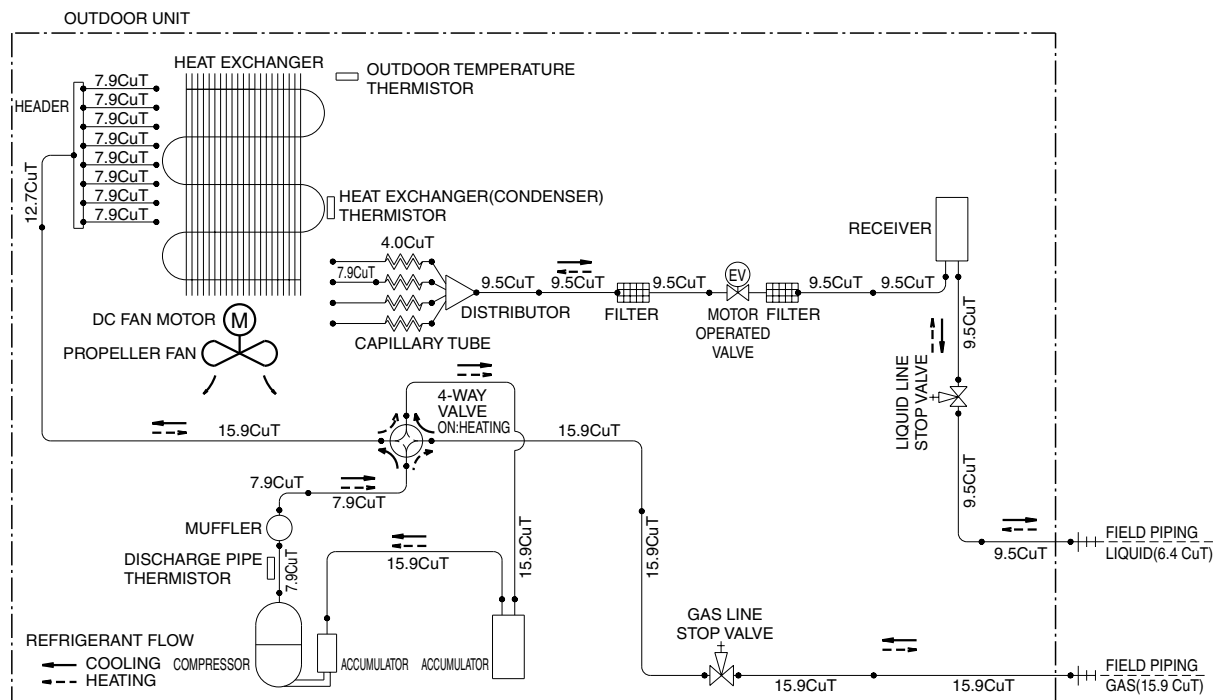 OUTDOOR UNIT
HEAT EXCHANGER
OUTDOOR TEMPERATURE
THERMISTOR
HEADER
7.9CuT
7.9CuT
7.9CuT
7.9CuT
7.9CuT
7.9CuT
7.9CuT
7.9CuT
12.7CuT
HEAT EXCHANGER(CONDENSER)
THERMISTOR
RECEIVER
4.0CuT
7.9CuT
9.5CuT
9.5CuT
9.5CuT
EV
9.5CuT
9.5CuT
DISTRIBUTOR
FILTER
MOTOR
OPERATED
VALVE
FILTER
CAPILLARY TUBE
DC FAN MOTOR
M
PROPELLER FAN
9.5CuT
LIQUID LINE
STOP VALVE
9.5CuT
4-WAY
VALVE
ON:HEATING
15.9CuT
15.9CuT
7.9CuT
7.9CuT
MUFFLER
DISCHARGE PIPE
THERMISTOR
7.9CuT
15.9CuT
15.9CuT
15.9CuT
9.5CuT
FIELD PIPING
LIQUID(6.4 CuT)
GAS LINE
STOP VALVE
REFRIGERANT FLOW
COOLING
HEATING
COMPRESSOR
ACCUMULATOR
ACCUMULATOR
15.9CuT
15.9CuT
FIELD PIPING
GAS(15.9 CuT)